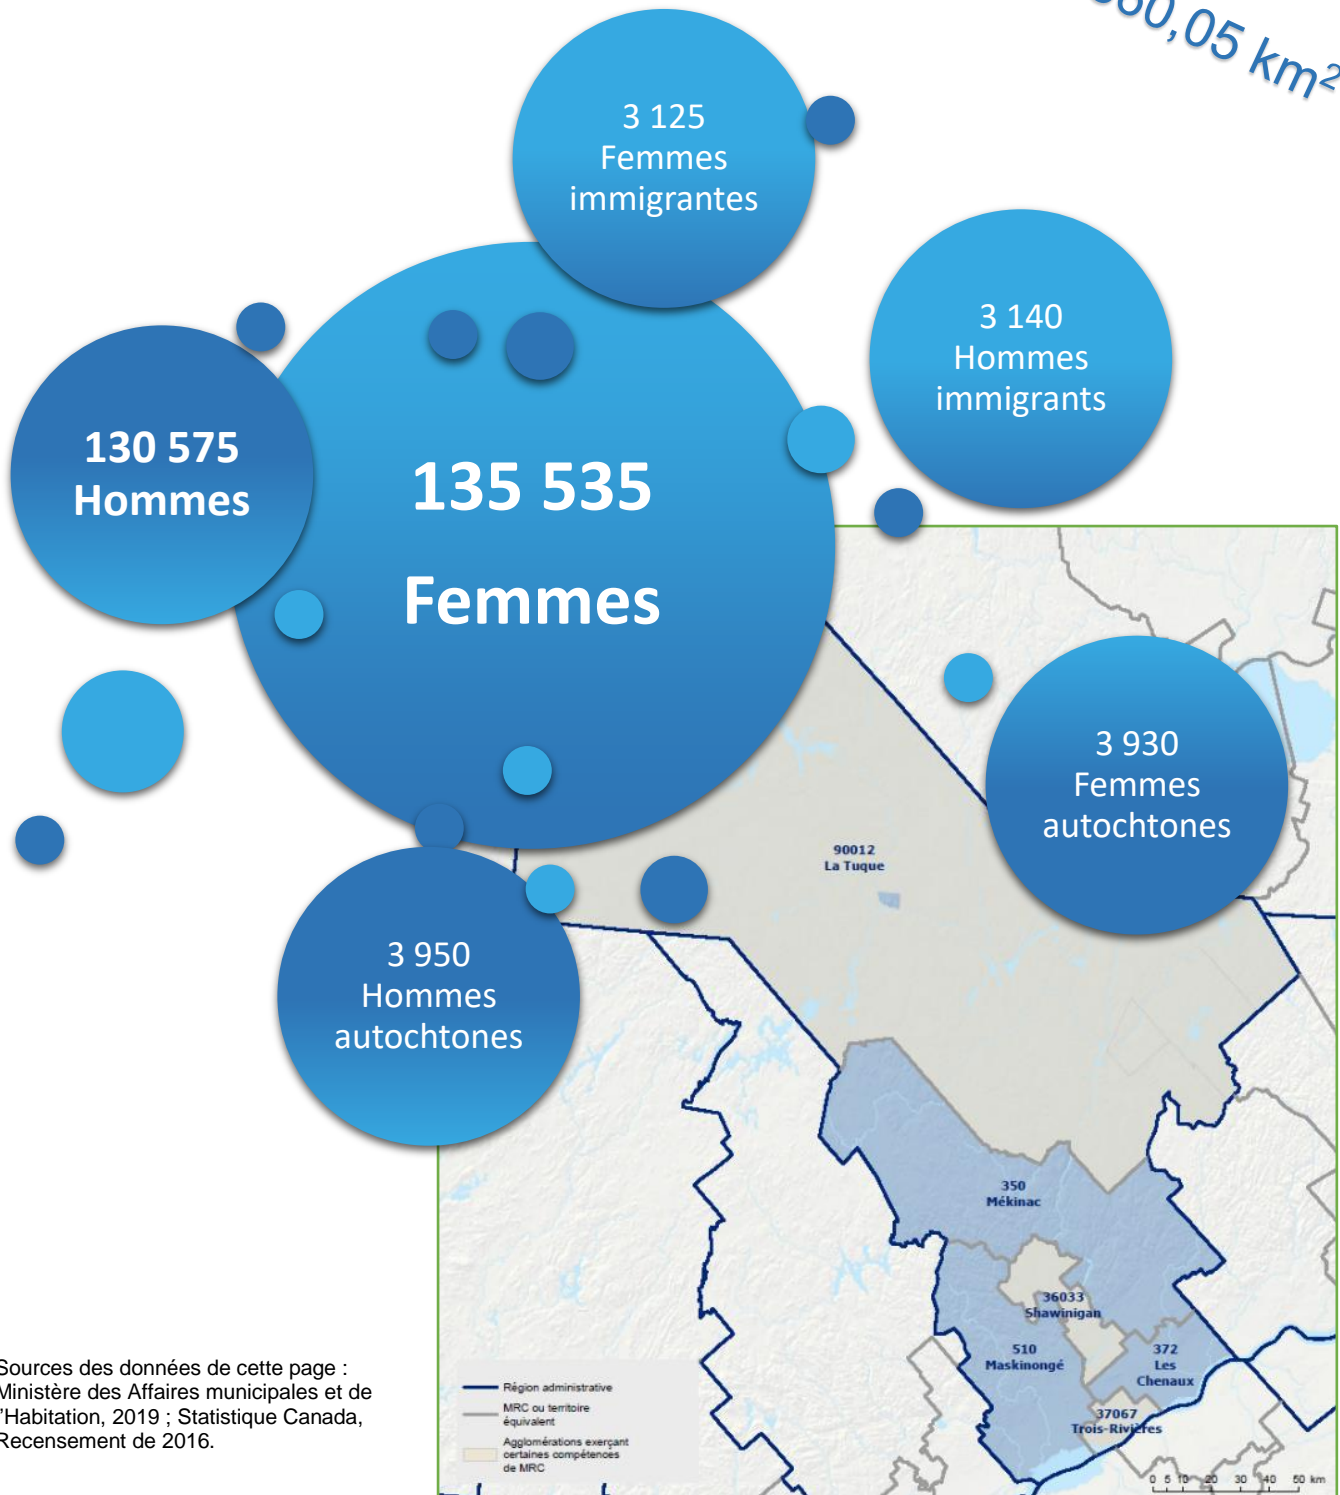 60,05 km²
3 125
Femmes
immigrantes
3 140
Hommes
immigrants
130 575
Hommes
135 535
Femmes
3 930
Femmes
autochtones
3 950
Hommes
autochtones
90012
La Tuque
350
Mékinac
36033
Shawinigan
510
Maskinongé
372
Les
Chenaux
37067
Trois-Rivières
Région administrative
MRC ou territoire
équivalent
Agglomérations exerçant
certaines compétences
de MRC
0 5 10 20 30 40 50 km
Sources des données de cette page :
Ministère des Affaires municipales et de
l'Habitation, 2019 ; Statistique Canada,
Recensement de 2016.